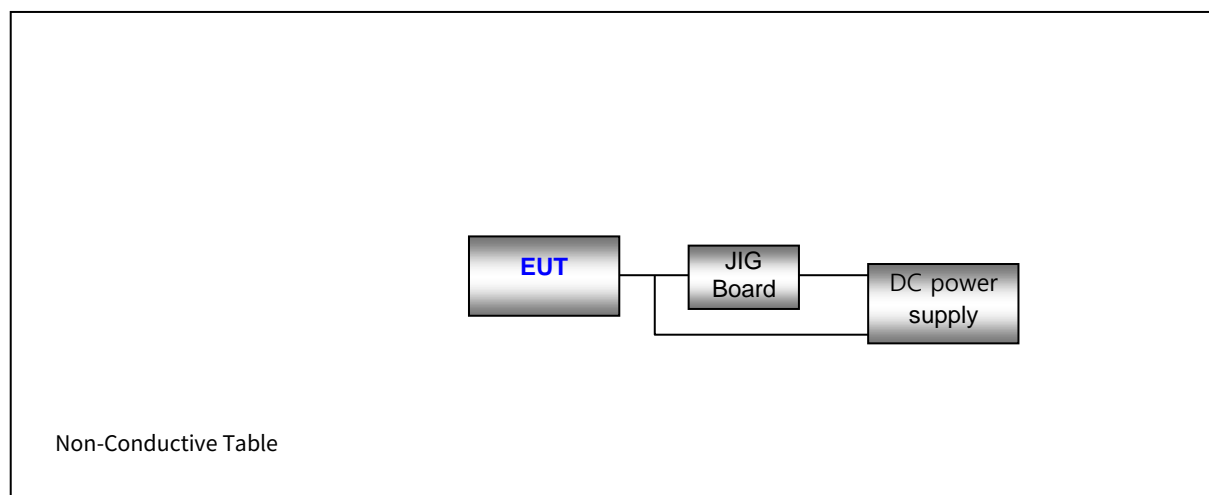 EUT
JIG
Board
DC power
supply
Non-Conductive Table